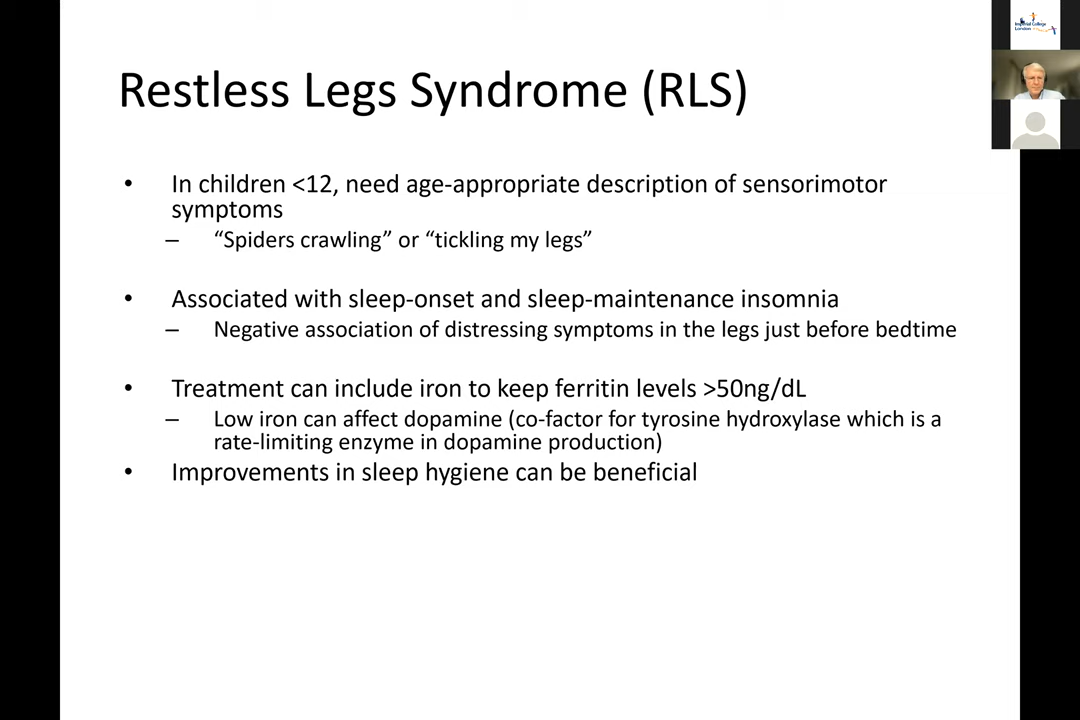 Imperial College
London
Restless Legs Syndrome (RLS)
• In children <12, need age-appropriate description of sensorimotor
symptoms
– “Spiders crawling” or “tickling my legs”
• Associated with sleep-onset and sleep-maintenance insomnia
– Negative association of distressing symptoms in the legs just before bedtime
• Treatment can include iron to keep ferritin levels >50ng/dL
– Low iron can affect dopamine (co-factor for tyrosine hydroxylase which is a
rate-limiting enzyme in dopamine production)
• Improvements in sleep hygiene can be beneficial